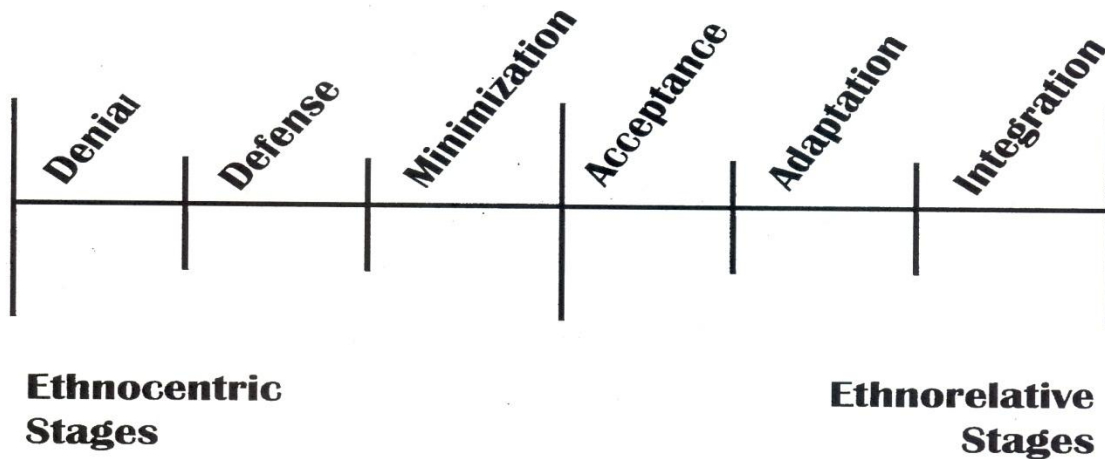 Denial
Defense
Minimization
Acceptance
Adaptation
Integration
Ethnocentric
Stages
Ethnorelative
Stages